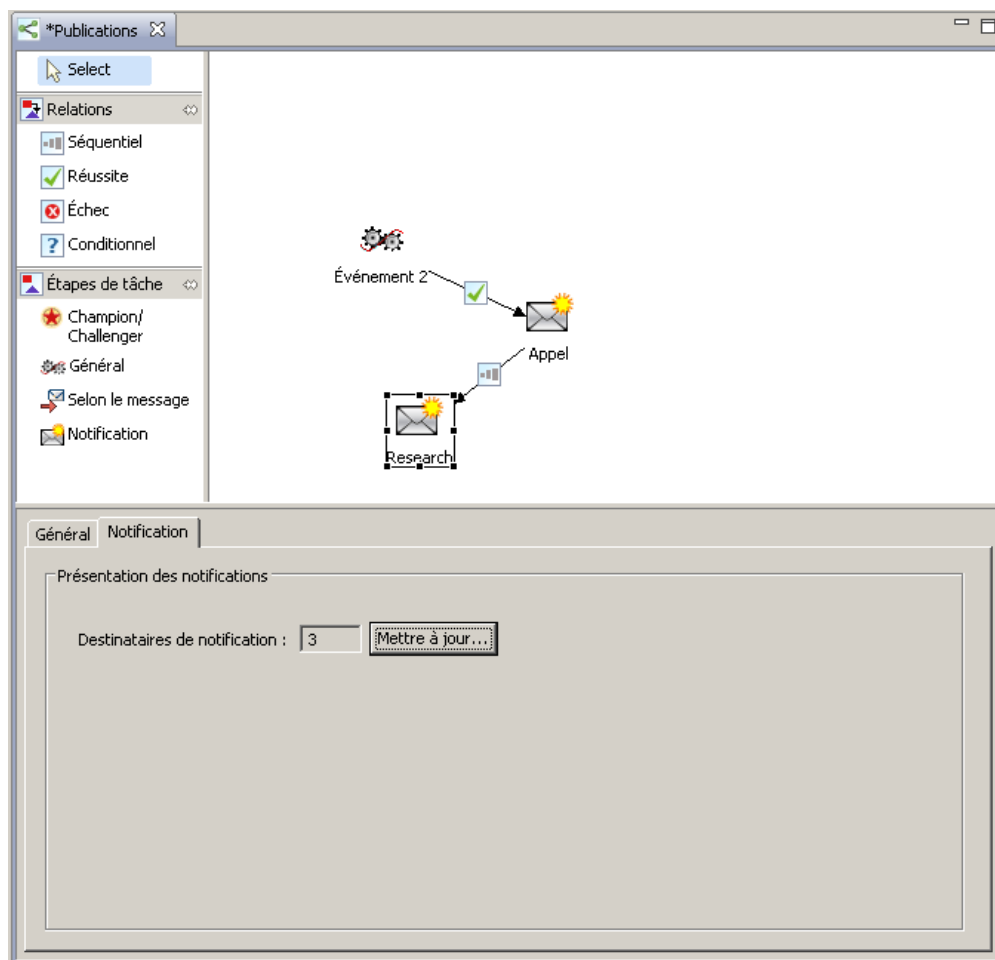 *Publications
Select
Relations
Séquentiel
Réussite
Échec
Conditionnel
Étapes de tâche
Champion/
Challenger
Général
Selon le message
Notification
Événement 2
Appel
Research
Général
Notification
Présentation des notifications
Destinataires de notification :
3
Mettre à jour...